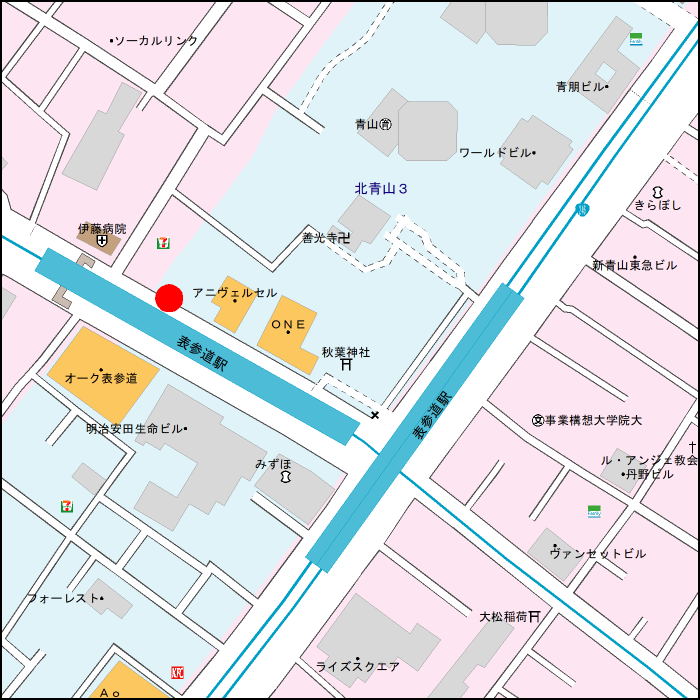 ソーカルリンク
青朋ビル
青山
ワールドビル
北青山3
きらぼし
伊藤病院
善光寺
新青山東急ビル
アニヴェルセル
ONE
表参道駅
秋葉神社
オーク表参道
表参道駅
事業構想大学院大
明治安田生命ビル
ル・アンジェ教会
みずほ
丹野ビル
ヴァンセットビル
フォーレスト
大松稲荷
ライズスクエア
Ao